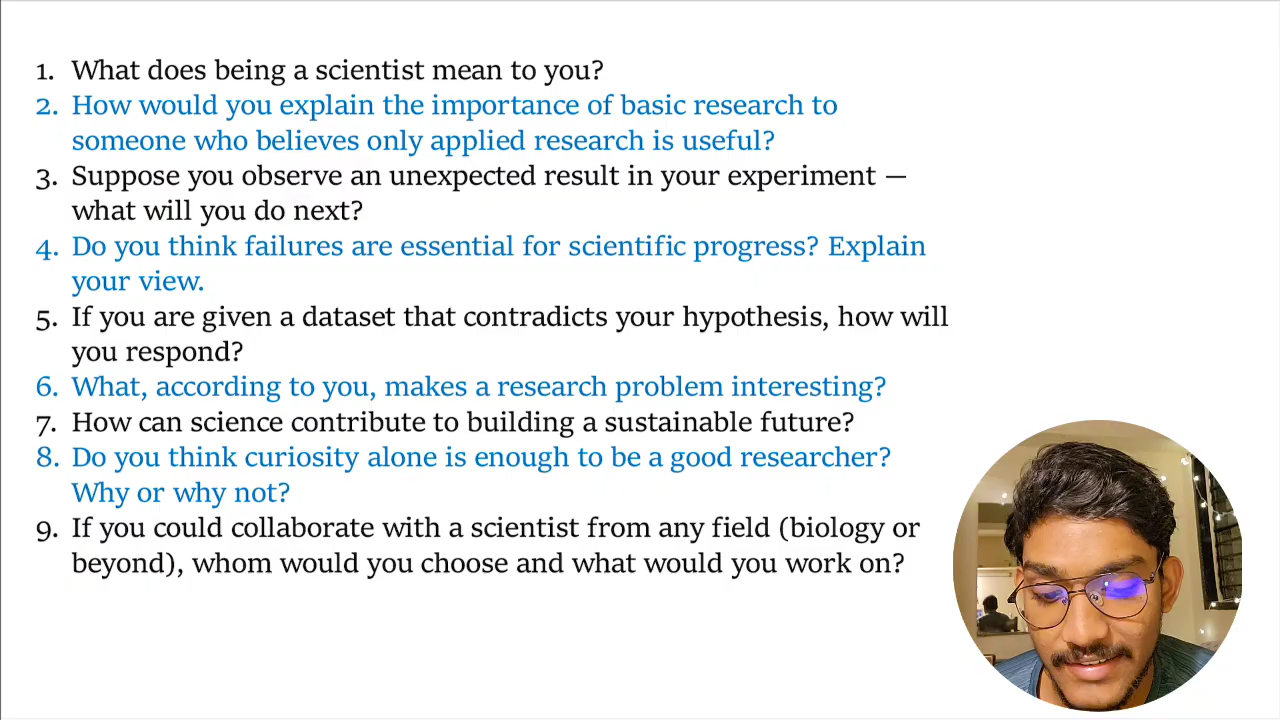 1. What does being a scientist mean to you?
2. How would you explain the importance of basic research to
someone who believes only applied research is useful?
3. Suppose you observe an unexpected result in your experiment —
what will you do next?
4. Do you think failures are essential for scientific progress? Explain
your view.
5. If you are given a dataset that contradicts your hypothesis, how will
you respond?
6. What, according to you, makes a research problem interesting?
7. How can science contribute to building a sustainable future?
8. Do you think curiosity alone is enough to be a good researcher?
Why or why not?
9. If you could collaborate with a scientist from any field (biology or
beyond), whom would you choose and what would you work on?